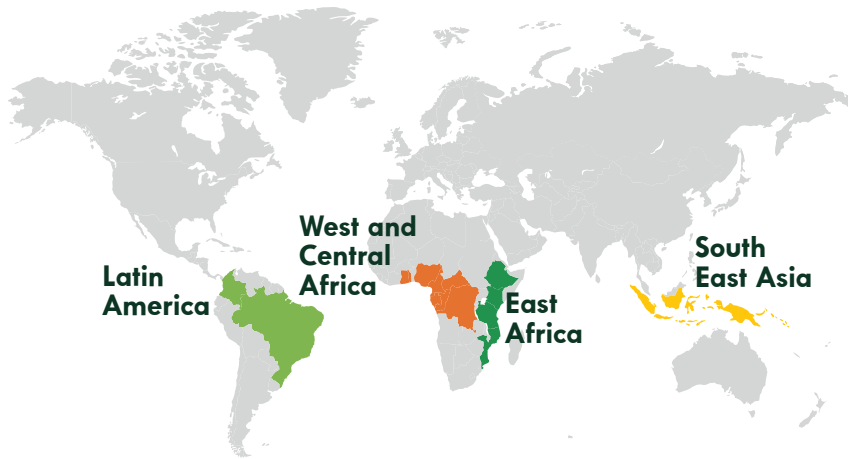 West and
Central
Africa
South
East Asia
Latin
America
East
Africa